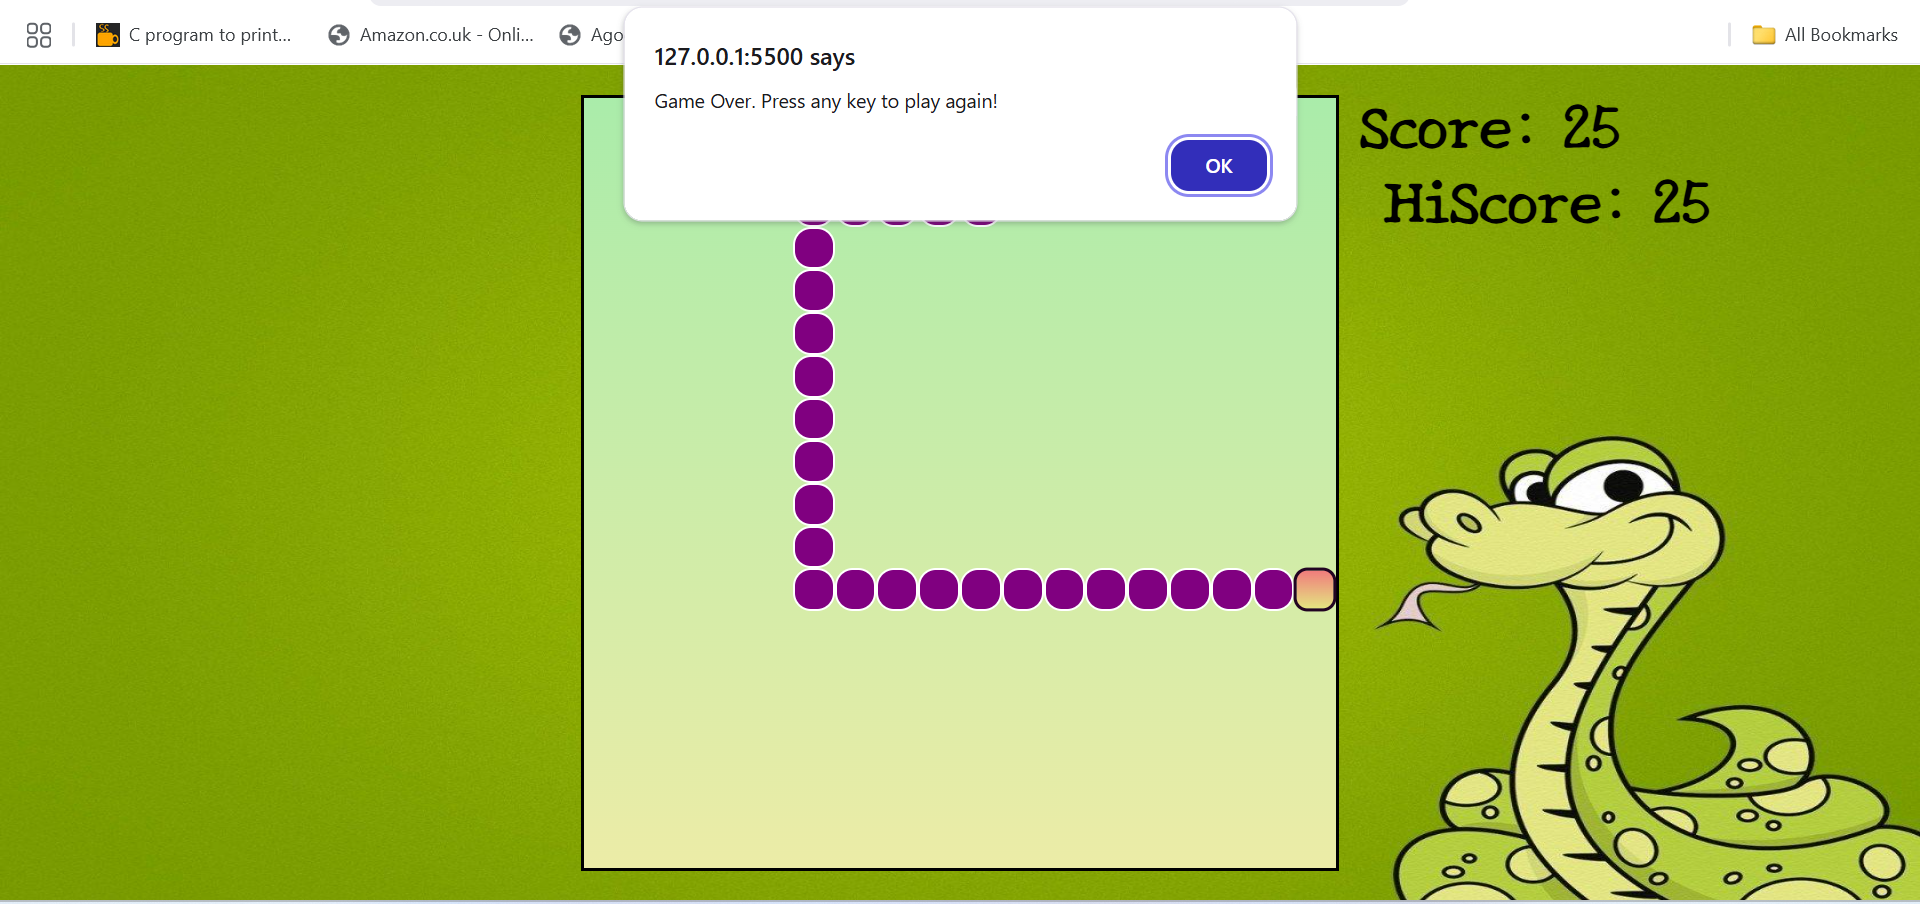 C program to print...
Amazon.co.uk - Onli...
Ago
All Bookmarks
127.0.0.1:5500 says
Game Over. Press any key to play again!
OK
Score: 25
HiScore: 25